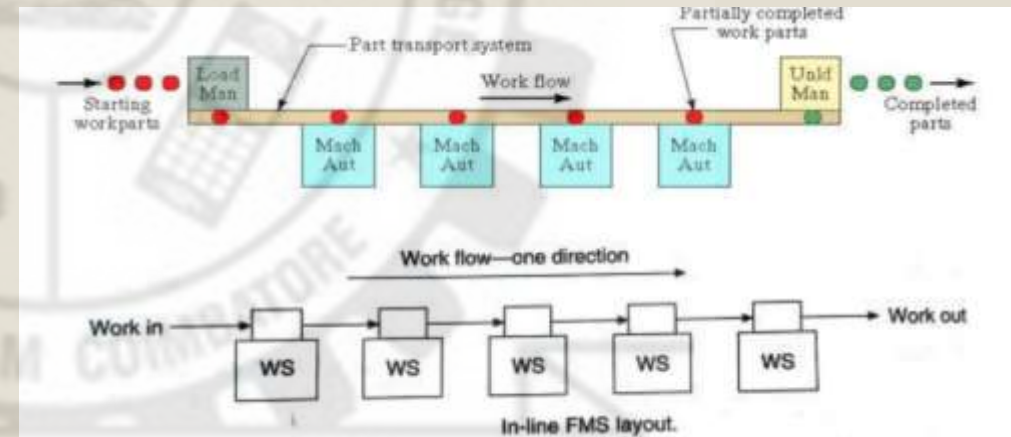 Partially completed
work parts
Part transport system
Work flow
Load
Man
Unld
Man
Starting
workparts
Completed
parts
Mach
Aut
Mach
Aut
Mach
Aut
Mach
Aut
Work flow—one direction
Work in
Work out
WS
WS
WS
WS
WS
In-line FMS layout.
M COIMBATORE